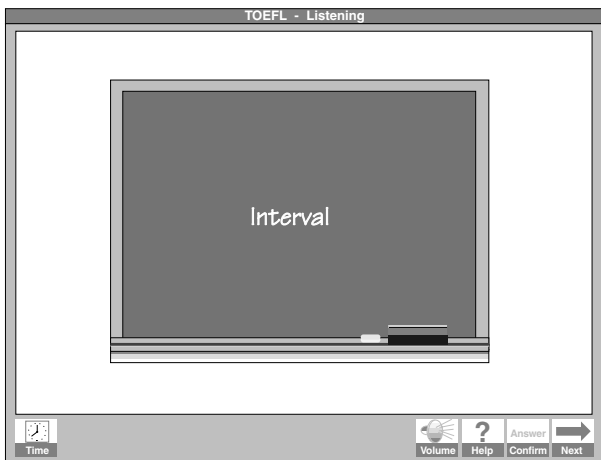 TOEFL - Listening
Interval
Time
Volume
?
Help
Answer
Confirm
Next